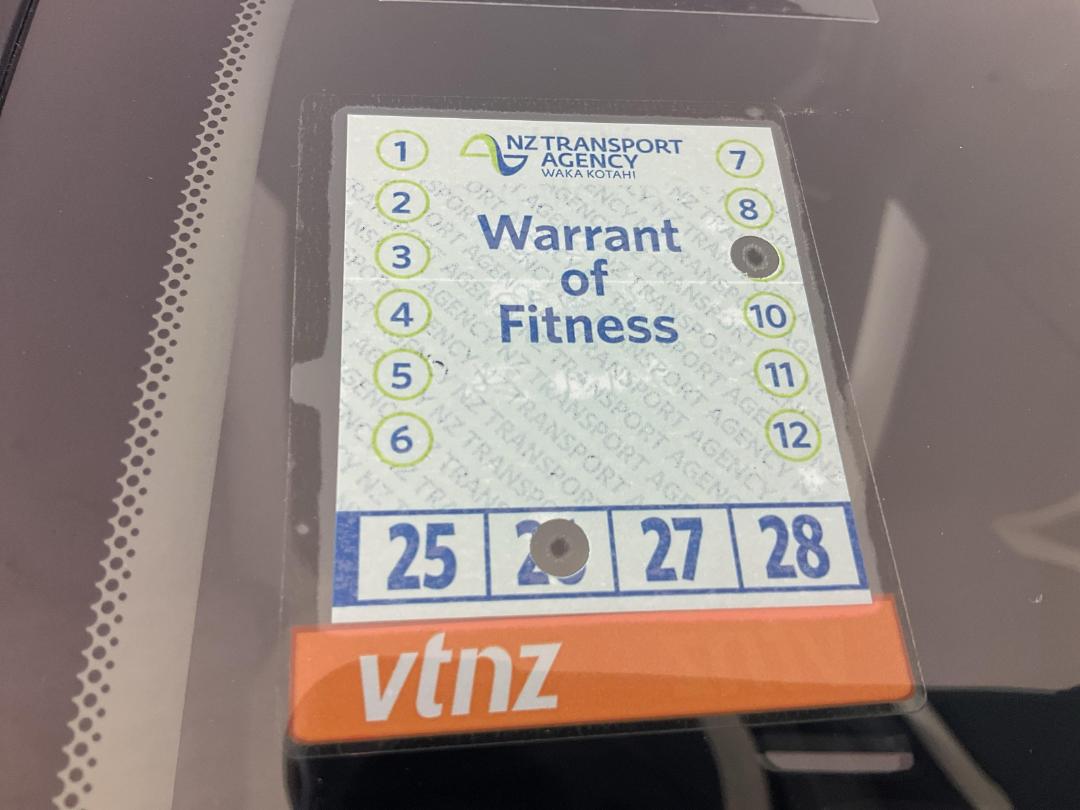 NZ TRANSPORT
AGENCY
WAKA KOTAHI
Warrant
of
Fitness
1
2
3
4
5
6
7
8
10
11
12
25
27
28
vtnz